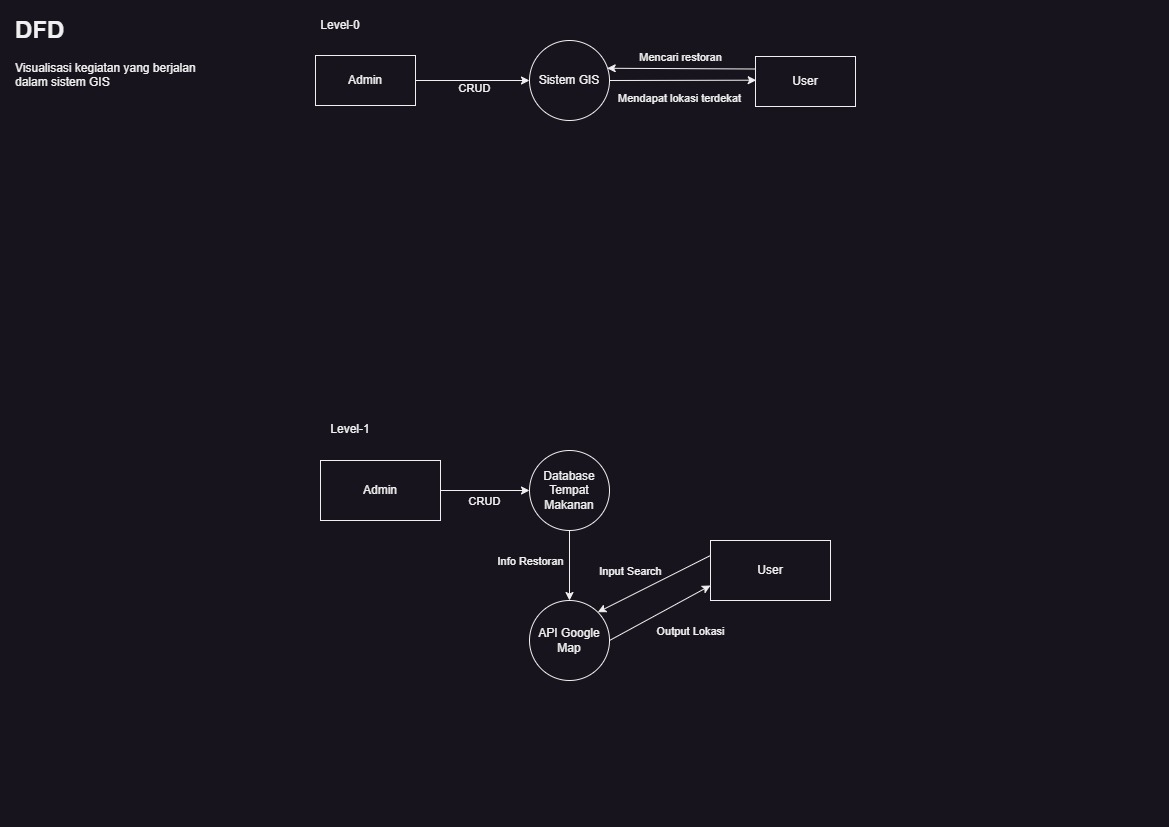 DFD
Visualisasi kegiatan yang berjalan
dalam sistem GIS
Level-0
Admin
CRUD
Sistem GIS
Mencari restoran
Mendapat lokasi terdekat
User
Level-1
Admin
CRUD
Database
Tempat
Makanan
Info Restoran
Input Search
User
API Google
Map
Output Lokasi